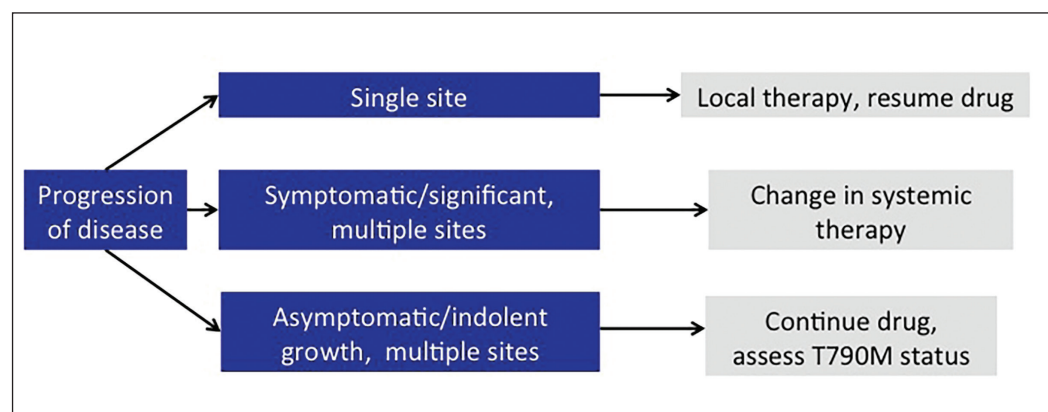 Progression
of disease
Single site
Local therapy, resume drug
Symptomatic/significant,
multiple sites
Change in systemic
therapy
Asymptomatic/indolent
growth, multiple sites
Continue drug,
assess T790M status